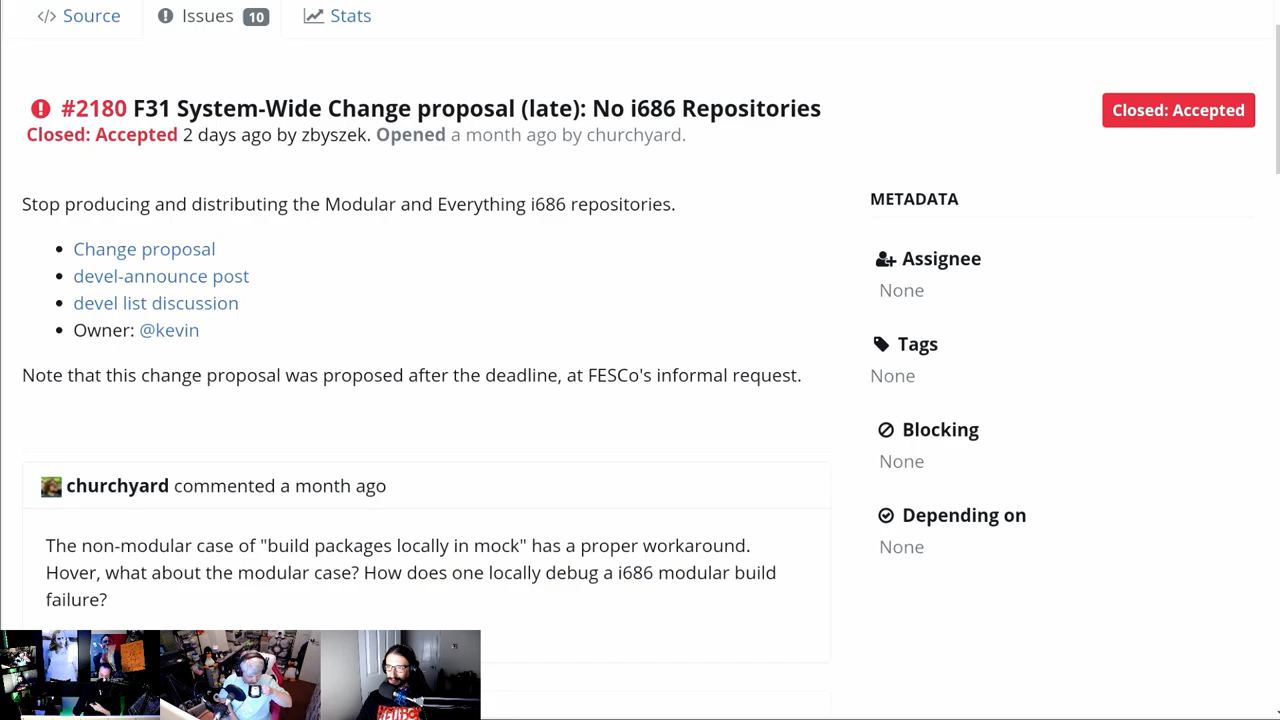 Source
Issues 10
Stats
#2180 F31 System-Wide Change proposal (late): No i686 Repositories
Closed: Accepted
Closed: Accepted 2 days ago by zbyszek. Opened a month ago by churchyard.
Stop producing and distributing the Modular and Everything i686 repositories.
Change proposal
devel-announce post
devel list discussion
Owner: @kevin
Note that this change proposal was proposed after the deadline, at FESCo's informal request.
churchyard commented a month ago
The non-modular case of "build packages locally in mock" has a proper workaround.
Hover, what about the modular case? How does one locally debug a i686 modular build
failure?
METADATA
Assignee
None
Tags
None
Blocking
None
Depending on
None